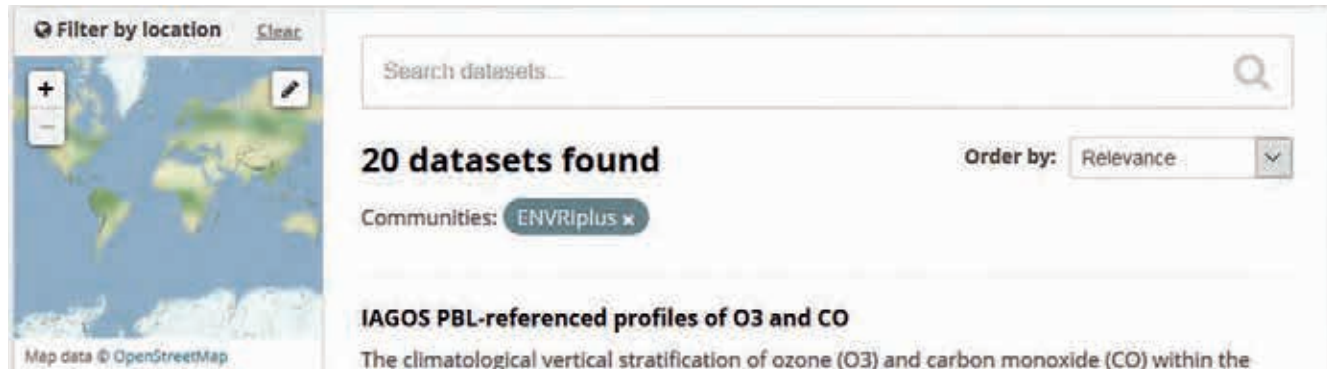 Filter by location Clear
+
−
Search datasets...
20 datasets found
Order by: Relevance
Communities: ENVRIplus ×
IAGOS PBL-referenced profiles of O3 and CO
The climatological vertical stratification of ozone (O3) and carbon monoxide (CO) within the
Map data © OpenStreetMap